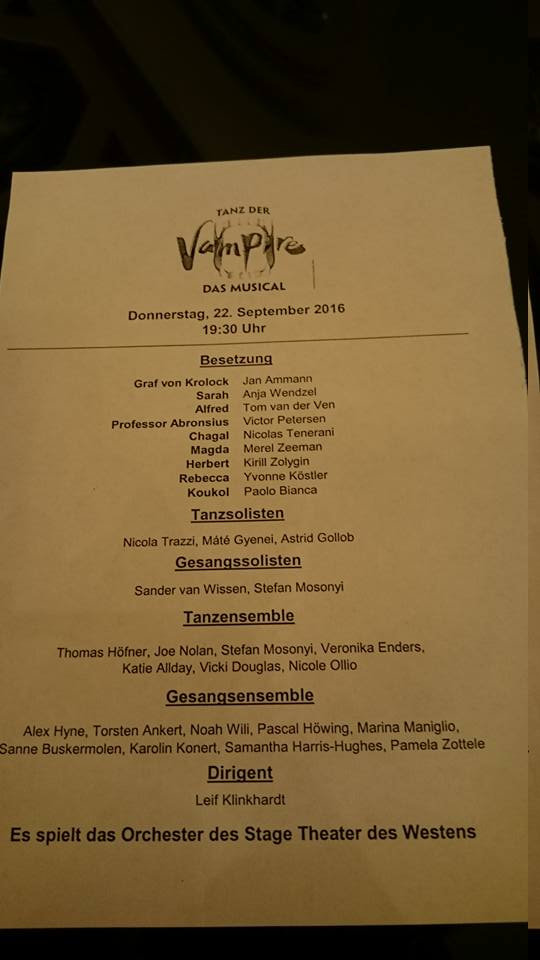 TANZ DER
Vampire
DAS MUSICAL
Donnerstag, 22. September 2016
19:30 Uhr
Besetzung
Graf von Krolock Jan Ammann
Sarah Anja Wendzel
Alfred Tom van der Ven
Professor Abronsius Victor Petersen
Chagal Nicolas Tenerani
Magda Merel Zeeman
Herbert Kirill Zolygin
Rebecca Yvonne Köstler
Koukol Paolo Bianca
Tanzsolisten
Nicola Trazzi, Máté Gyenei, Astrid Gollob
Gesangssolisten
Sander van Wissen, Stefan Mosonyi
Tanzensemble
Thomas Höfner, Joe Nolan, Stefan Mosonyi, Veronika Enders,
Katie Allday, Vicki Douglas, Nicole Ollio
Gesangsensemble
Alex Hyne, Torsten Ankert, Noah Wili, Pascal Höwing, Marina Maniglio,
Sanne Buskermolen, Karolin Konert, Samantha Harris-Hughes, Pamela Zottele
Dirigent
Leif Klinkhardt
Es spielt das Orchester des Stage Theater des Westens